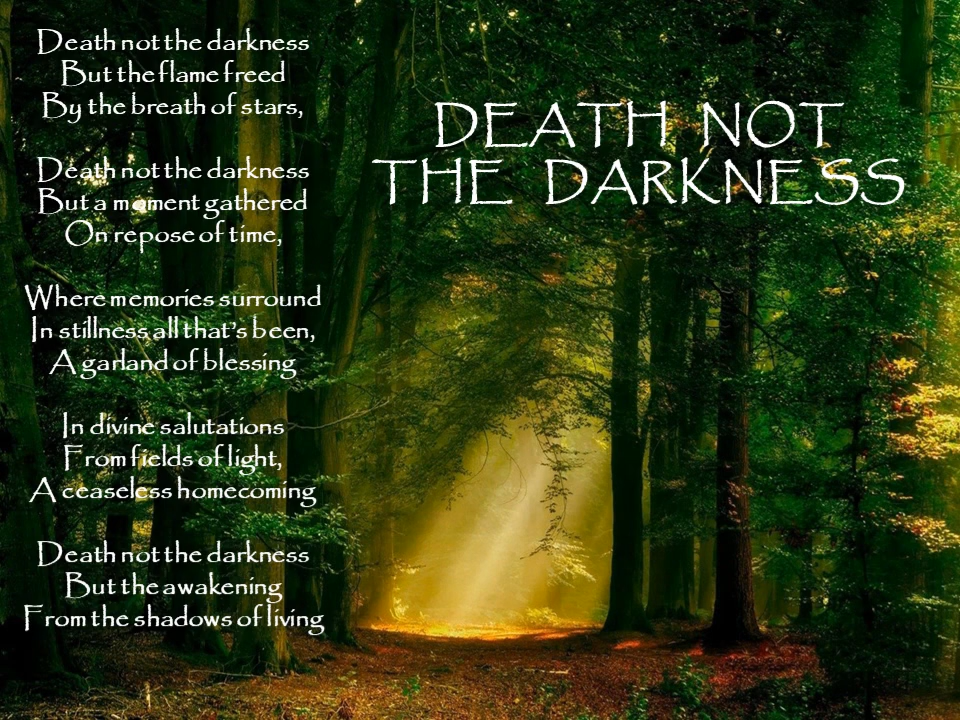 DEATH NOT
THE DARKNESS
Death not the darkness
But the flame freed
By the breath of stars,
Death not the darkness
But a moment gathered
On repose of time,
Where memories surround
In stillness all that's been,
A garland of blessing
In divine salutations
From fields of light,
A ceaseless homecoming
Death not the darkness
But the awakening
From the shadows of living